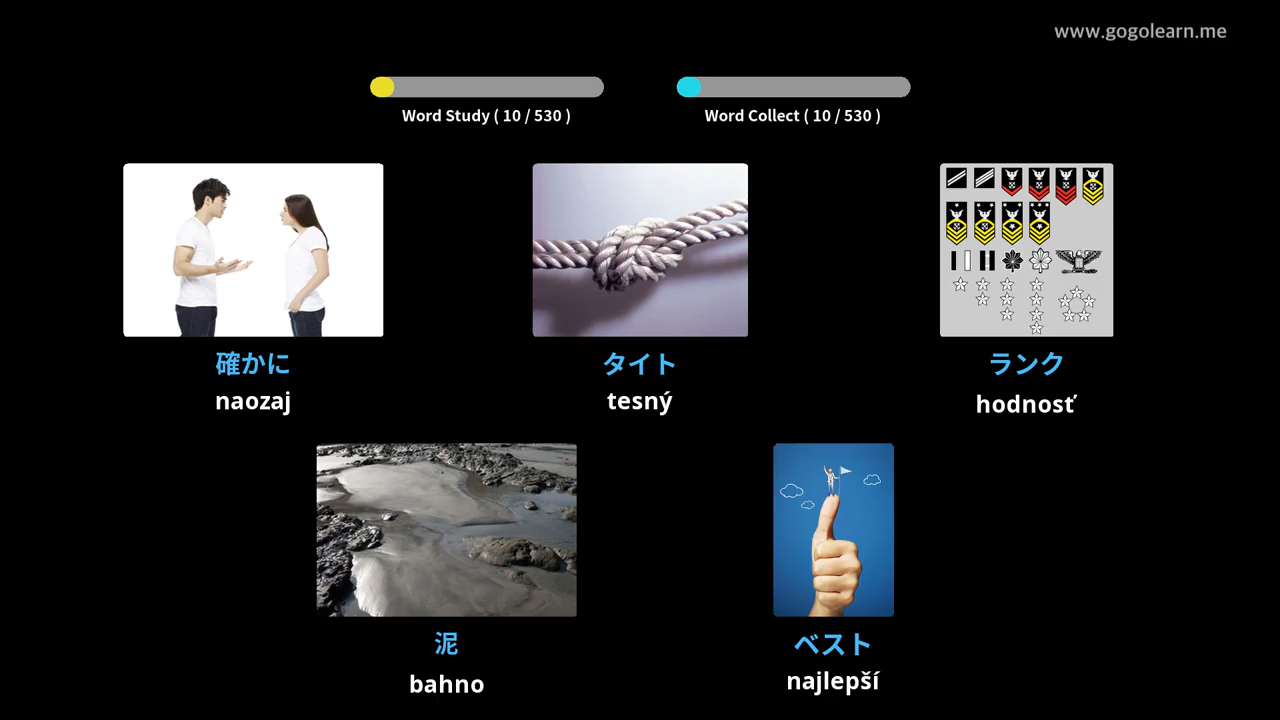 www.gogolearn.me
Word Study ( 10 / 530 )
Word Collect ( 10 / 530 )
確かに
naozaj
タイト
tesný
ランク
hodnosť
泥
bahno
ベスト
najlepší